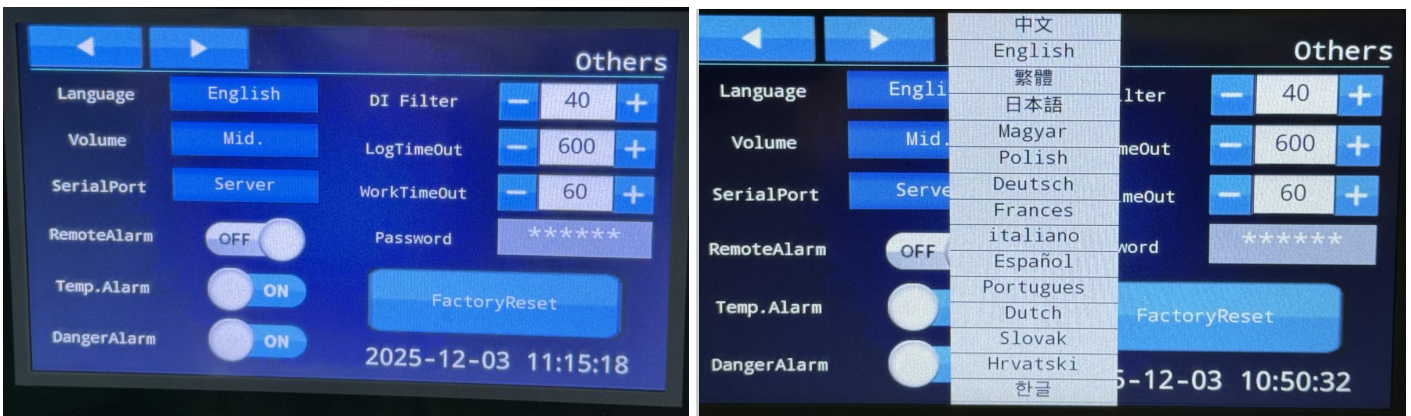 Others
Language English DI Filter 40
Volume Mid. LogTimeOut 600
SerialPort Server WorkTimeOut 60
RemoteAlarm OFF Password ******
Temp.Alarm ON FactoryReset
DangerAlarm ON
2025-12-03 11:15:18
Others
Language Engli lter 40
Volume Mid. meOut 600
SerialPort Serve meOut 60
RemoteAlarm OFF word ******
Temp.Alarm FactoryReset
DangerAlarm
5-12-03 10:50:32
中文
English
繁體
日本語
Magyar
Polish
Deutsch
Frances
italiano
Español
Portugues
Dutch
Slovak
Hrvatski
한글